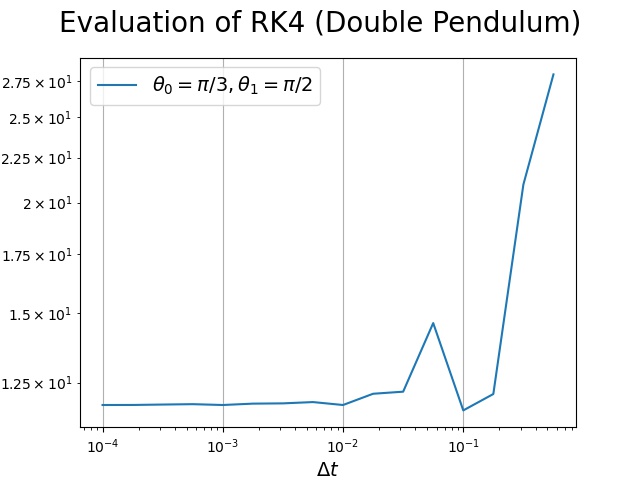 Evaluation of RK4 (Double Pendulum)
θ₀ = π/3, θ₁ = π/2
2.75 × 10¹
2.5 × 10¹
2.25 × 10¹
2 × 10¹
1.75 × 10¹
1.5 × 10¹
1.25 × 10¹
10⁻⁴ 10⁻³ 10⁻² 10⁻¹
Δt